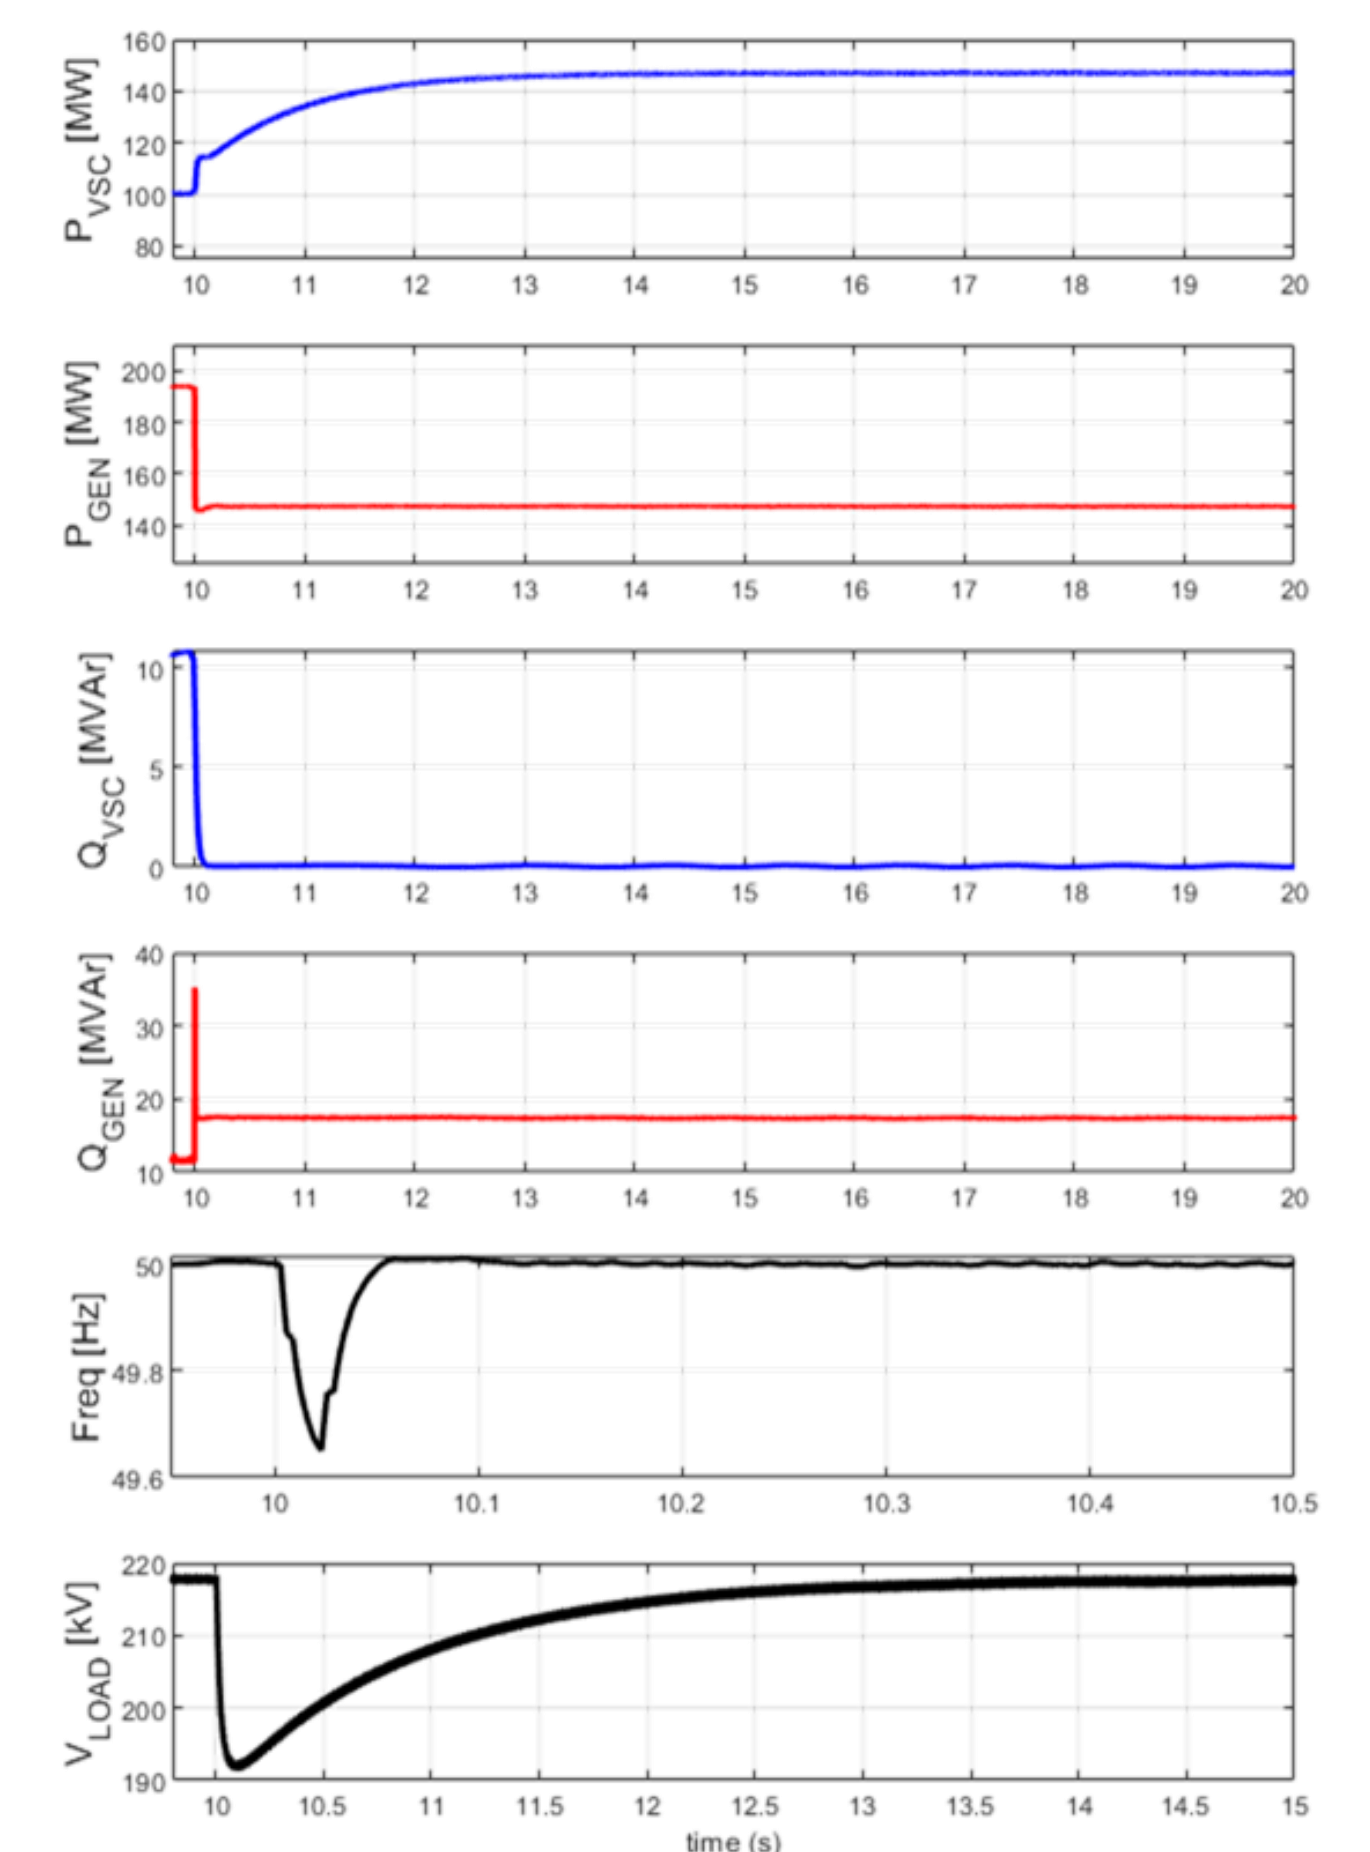 160
140
120
100
80
P_VSC [MW]
10 11 12 13 14 15 16 17 18 19 20
200
180
160
140
P_GEN [MW]
10 11 12 13 14 15 16 17 18 19 20
10
5
0
Q_VSC [MVAr]
10 11 12 13 14 15 16 17 18 19 20
40
30
20
10
Q_GEN [MVAr]
10 11 12 13 14 15 16 17 18 19 20
50
49.8
49.6
Freq [Hz]
10 10.1 10.2 10.3 10.4 10.5
220
210
200
190
V_LOAD [kV]
10 10.5 11 11.5 12 12.5 13 13.5 14 14.5 15
time (s)